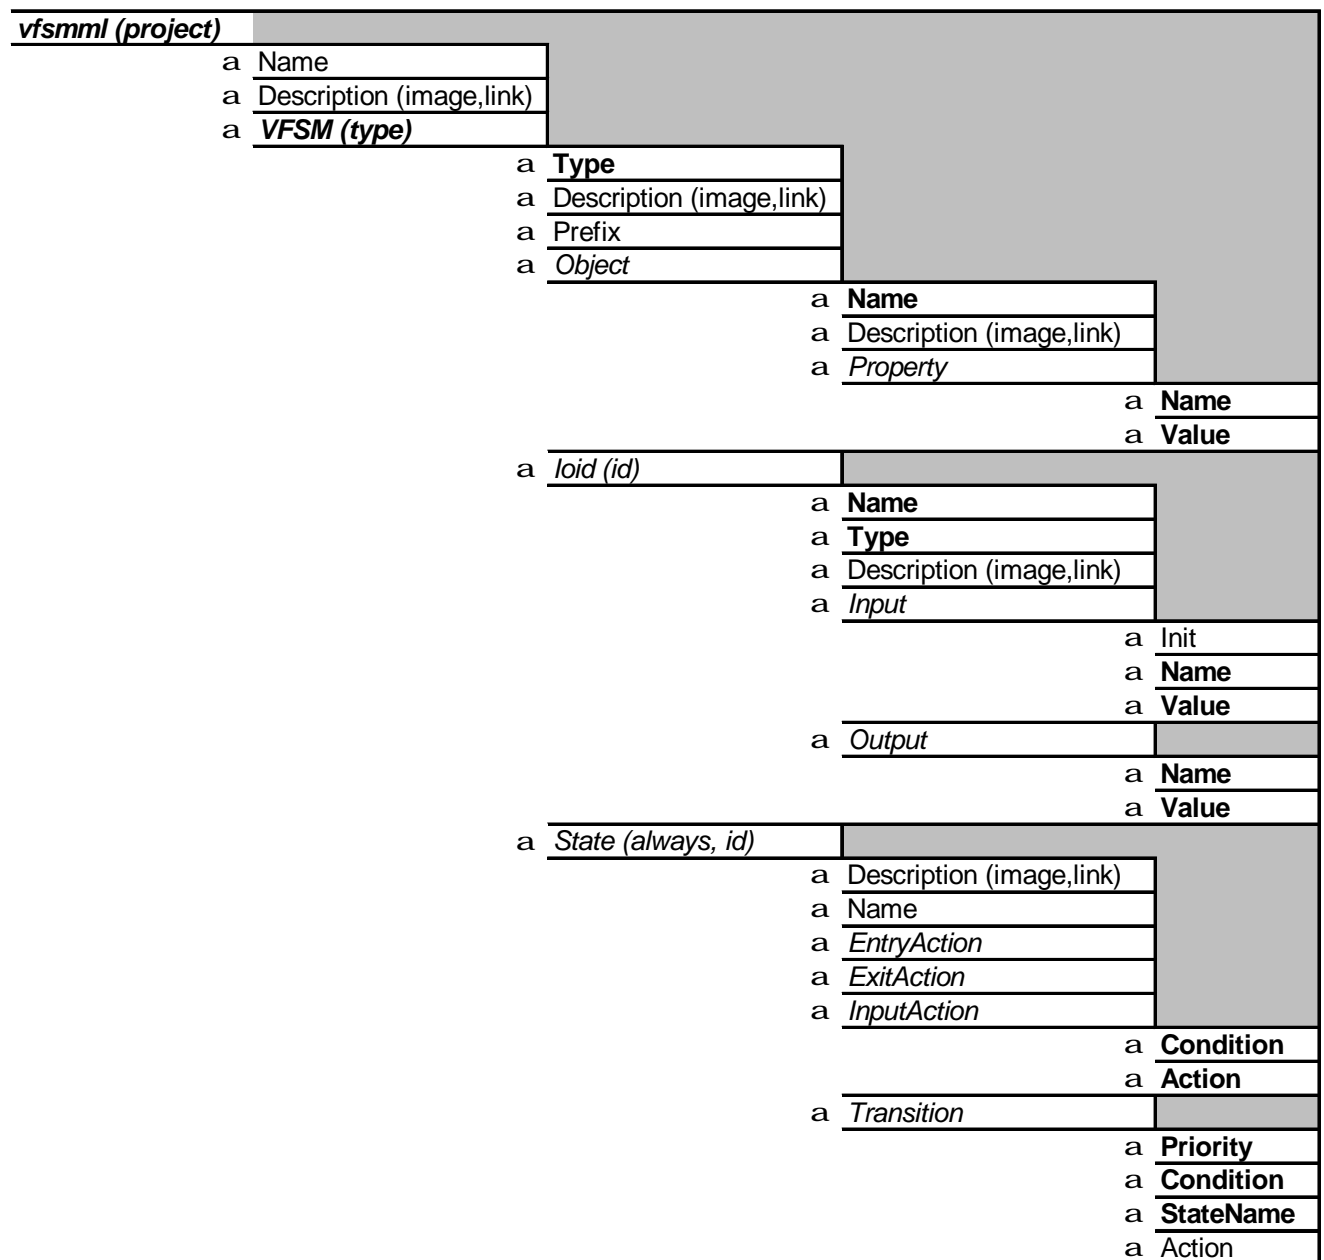 vfsmml (project)
a Name
a Description (image,link)
a VFSM (type)
a Type
a Description (image,link)
a Prefix
a Object
a Name
a Description (image,link)
a Property
a Name
a Value
a Ioid (id)
a Name
a Type
a Description (image,link)
a Input
a Init
a Name
a Value
a Output
a Name
a Value
a State (always, id)
a Description (image,link)
a Name
a EntryAction
a ExitAction
a InputAction
a Condition
a Action
a Transition
a Priority
a Condition
a StateName
a Action